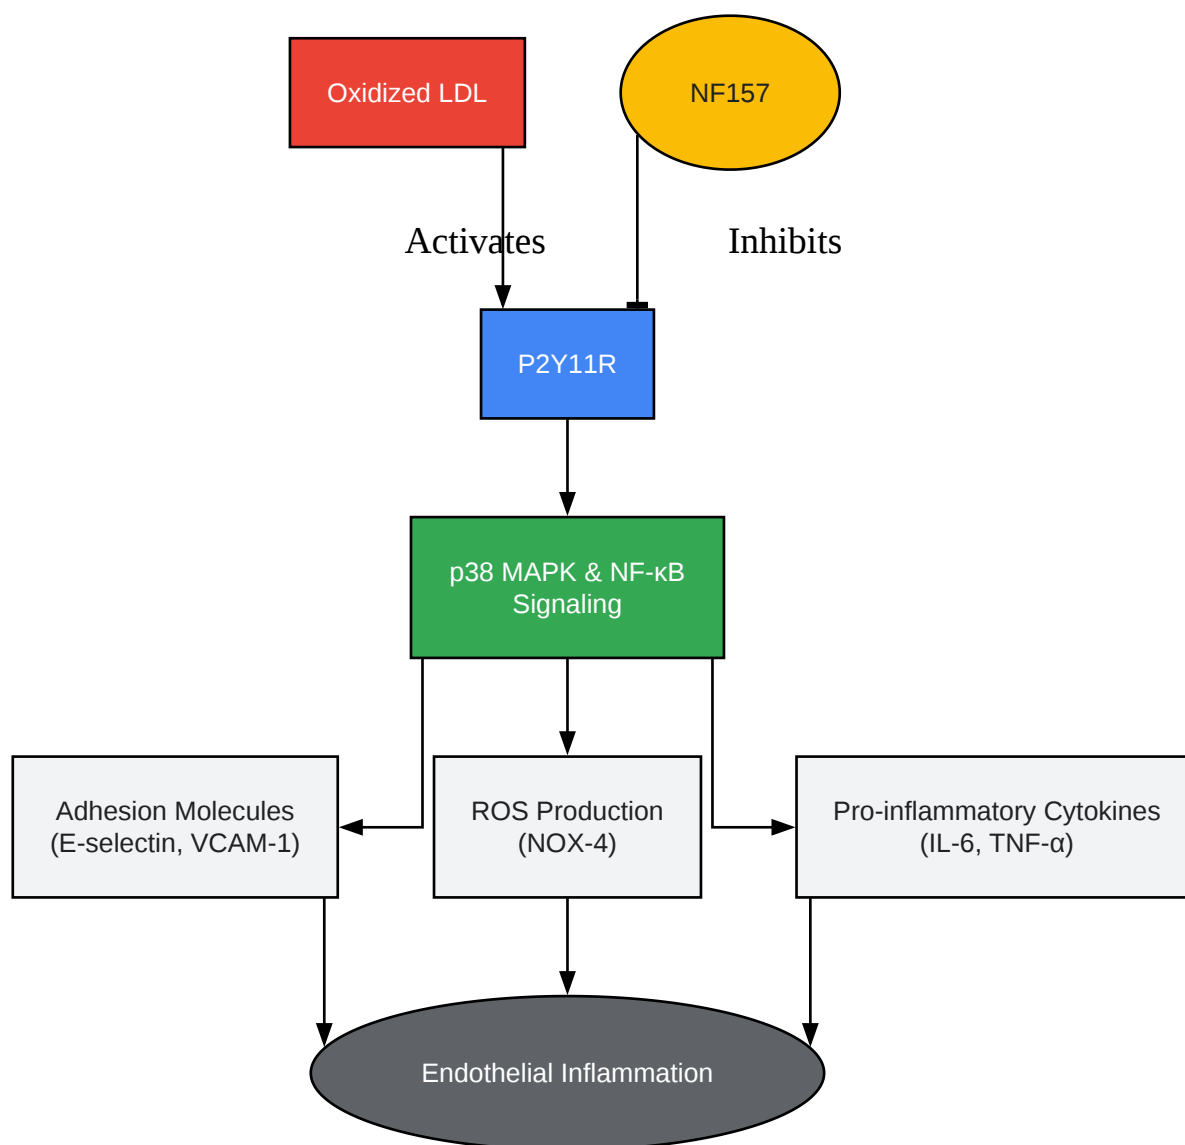 Oxidized LDL
NF157
Activates
Inhibits
P2Y11R
p38 MAPK & NF-κB
Signaling
Adhesion Molecules
(E-selectin, VCAM-1)
ROS Production
(NOX-4)
Pro-inflammatory Cytokines
(IL-6, TNF-α)
Endothelial Inflammation